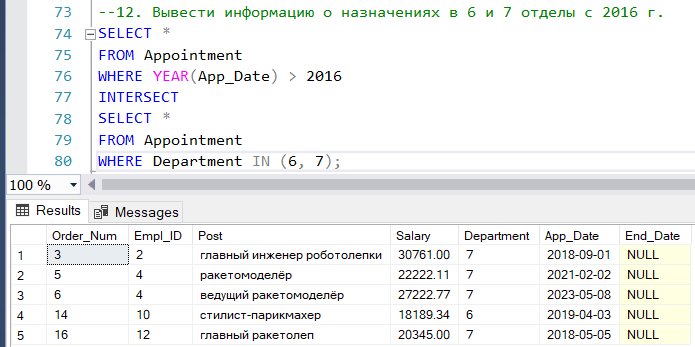 73 --12. Вывести информацию о назначениях в 6 и 7 отделы с 2016 г.
74 SELECT *
75 FROM Appointment
76 WHERE YEAR(App_Date) > 2016
77 INTERSECT
78 SELECT *
79 FROM Appointment
80 WHERE Department IN (6, 7);
100 %
Results Messages
Order_Num Empl_ID Post Salary Department App_Date End_Date
1 3 2 главный инженер роботолепки 30761.00 7 2018-09-01 NULL
2 5 4 ракетомоделёр 22222.11 7 2021-02-02 NULL
3 6 4 ведущий ракетомоделёр 27222.77 7 2023-05-08 NULL
4 14 10 стилист-парикмахер 18189.34 6 2019-04-03 NULL
5 16 12 главный ракетолеп 20345.00 7 2018-05-05 NULL